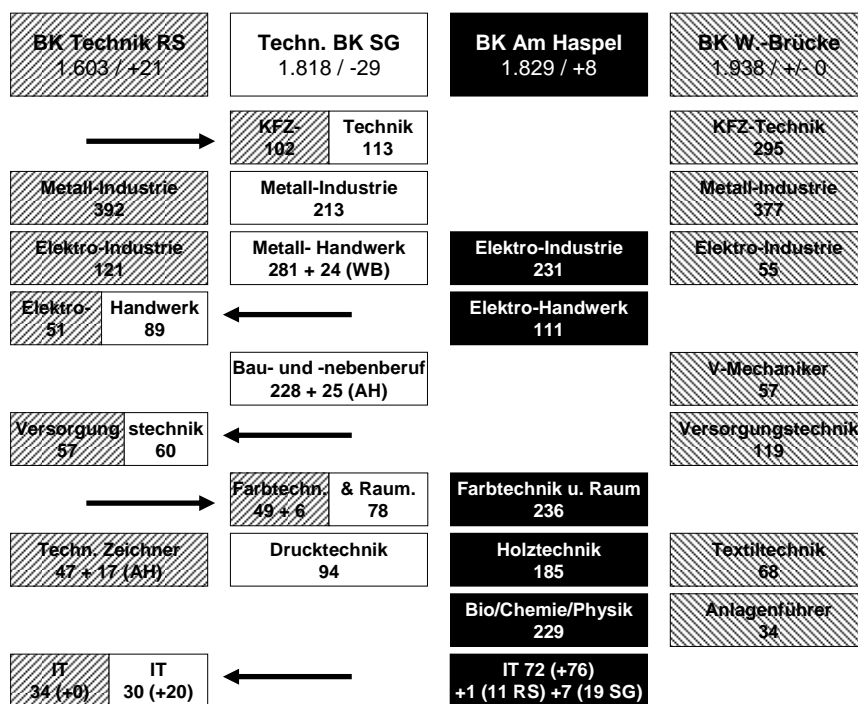 BK Technik RS
1.603 / +21
Techn. BK SG
1.818 / -29
BK Am Haspel
1.829 / +8
BK W.-Brücke
1.938 / +/- 0
KFZ-
102
Technik
113
KFZ-Technik
295
Metall-Industrie
392
Metall-Industrie
213
Metall-Industrie
377
Elektro-Industrie
121
Metall- Handwerk
281 + 24 (WB)
Elektro-Industrie
231
Elektro-Industrie
55
Elektro-
51
Handwerk
89
Elektro-Handwerk
111
Bau- und -nebenberuf
228 + 25 (AH)
V-Mechaniker
57
Versorgung
57
stechnik
60
Versorgungstechnik
119
Farbtechn.
49 + 6
& Raum.
78
Farbtechnik u. Raum
236
Techn. Zeichner
47 + 17 (AH)
Drucktechnik
94
Holztechnik
185
Textiltechnik
68
Bio/Chemie/Physik
229
Anlagenführer
34
IT
34 (+0)
IT
30 (+20)
IT 72 (+76)
+1 (11 RS) +7 (19 SG)